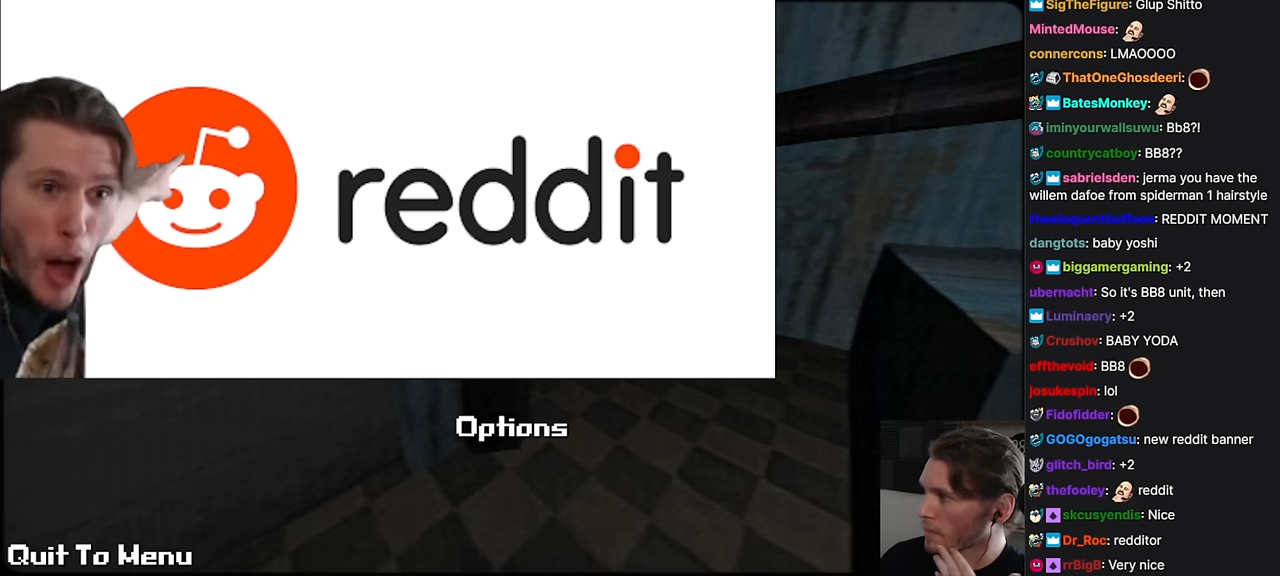 reddit
Options
Quit To Menu
SigTheFigure: Glup Shitto
MintedMouse:
connercons: LMAOOOO
ThatOneGhosdeeri:
BatesMonkey:
iminyourwallsuwu: Bb8?!
countrycatboy: BB8??
sabrielsden: jerma you have the
willem dafoe from spiderman 1 hairstyle
theeloquentbuffoon: REDDIT MOMENT
dangtots: baby yoshi
biggamergaming: +2
ubernacht: So it's BB8 unit, then
Luminaery: +2
Crushov: BABY YODA
effthevoid: BB8
josukespin: lol
Fidofidder:
GOGOgogatsu: new reddit banner
glitch_bird: +2
thefooley: reddit
skcusyendis: Nice
Dr_Roc: redditor
rrBigB: Very nice